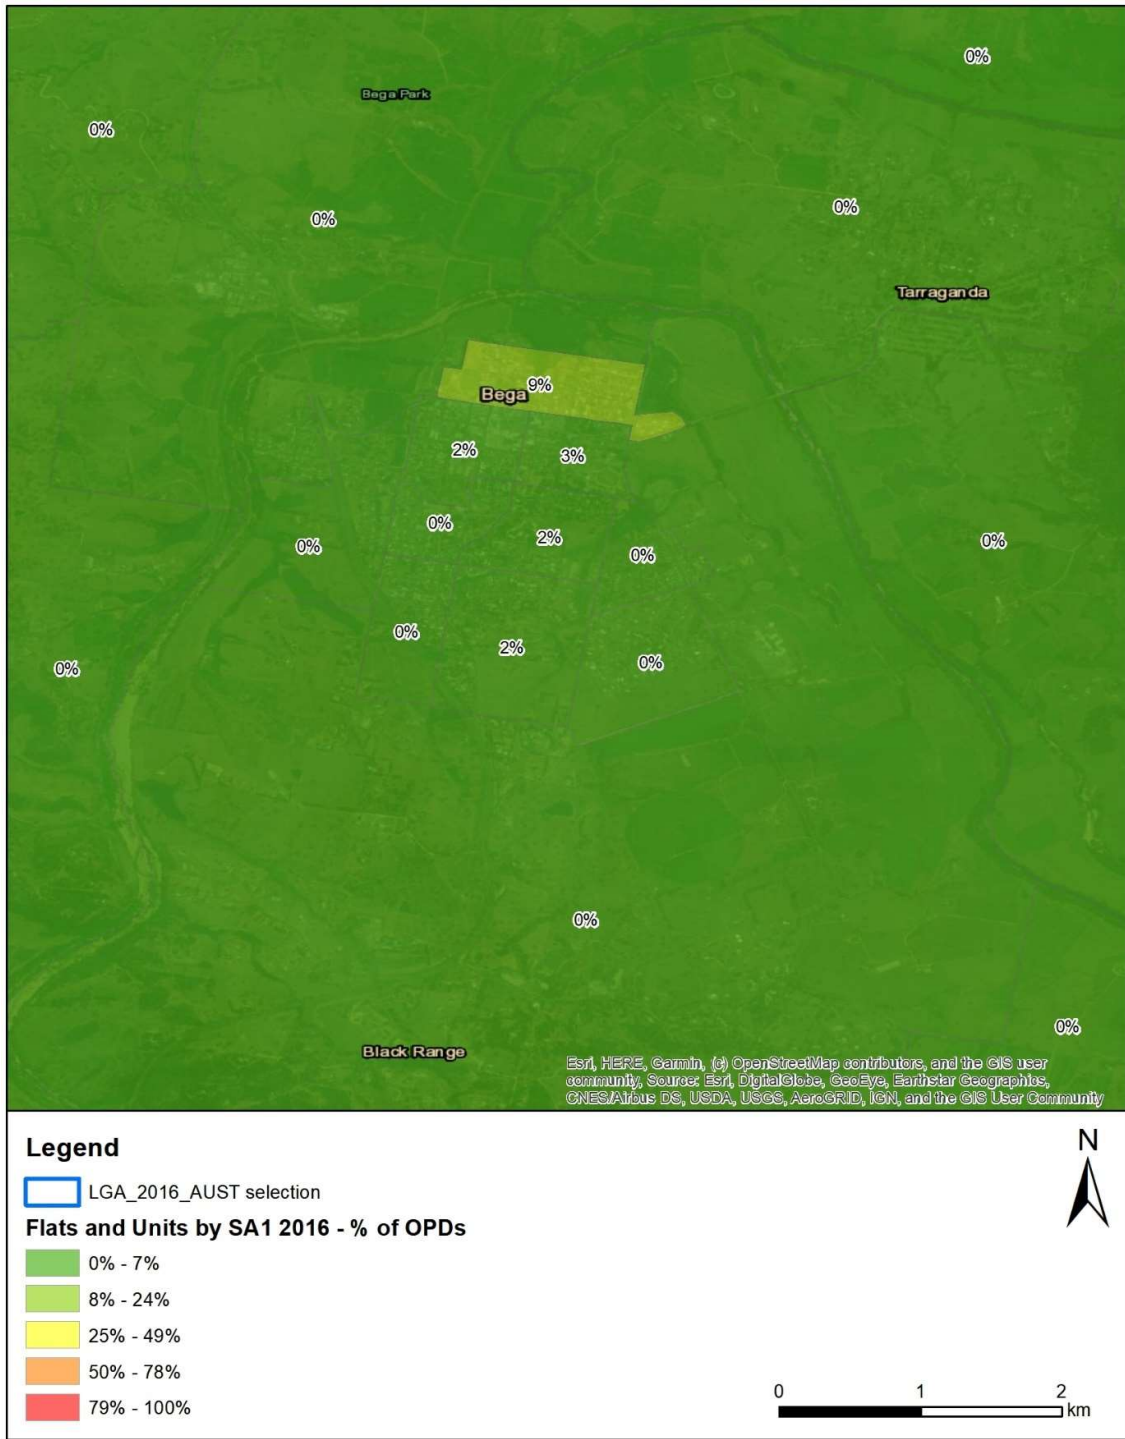 0%
Bega Park
0%
0%
0%
Tarraganda
9%
Bega
2%
3%
0%
2%
0%
0%
0%
0%
2%
0%
0%
0%
0%
Black Range
Esri, HERE, Garmin, (c) OpenStreetMap contributors, and the GIS user
community, Source: Esri, DigitalGlobe, GeoEye, Earthstar Geographics,
CNES/Airbus DS, USDA, USGS, AeroGRID, IGN, and the GIS User Community
Legend
N
LGA_2016_AUST selection
Flats and Units by SA1 2016 - % of OPDs
0% - 7%
8% - 24%
25% - 49%
50% - 78%
79% - 100%
0 1 2
km